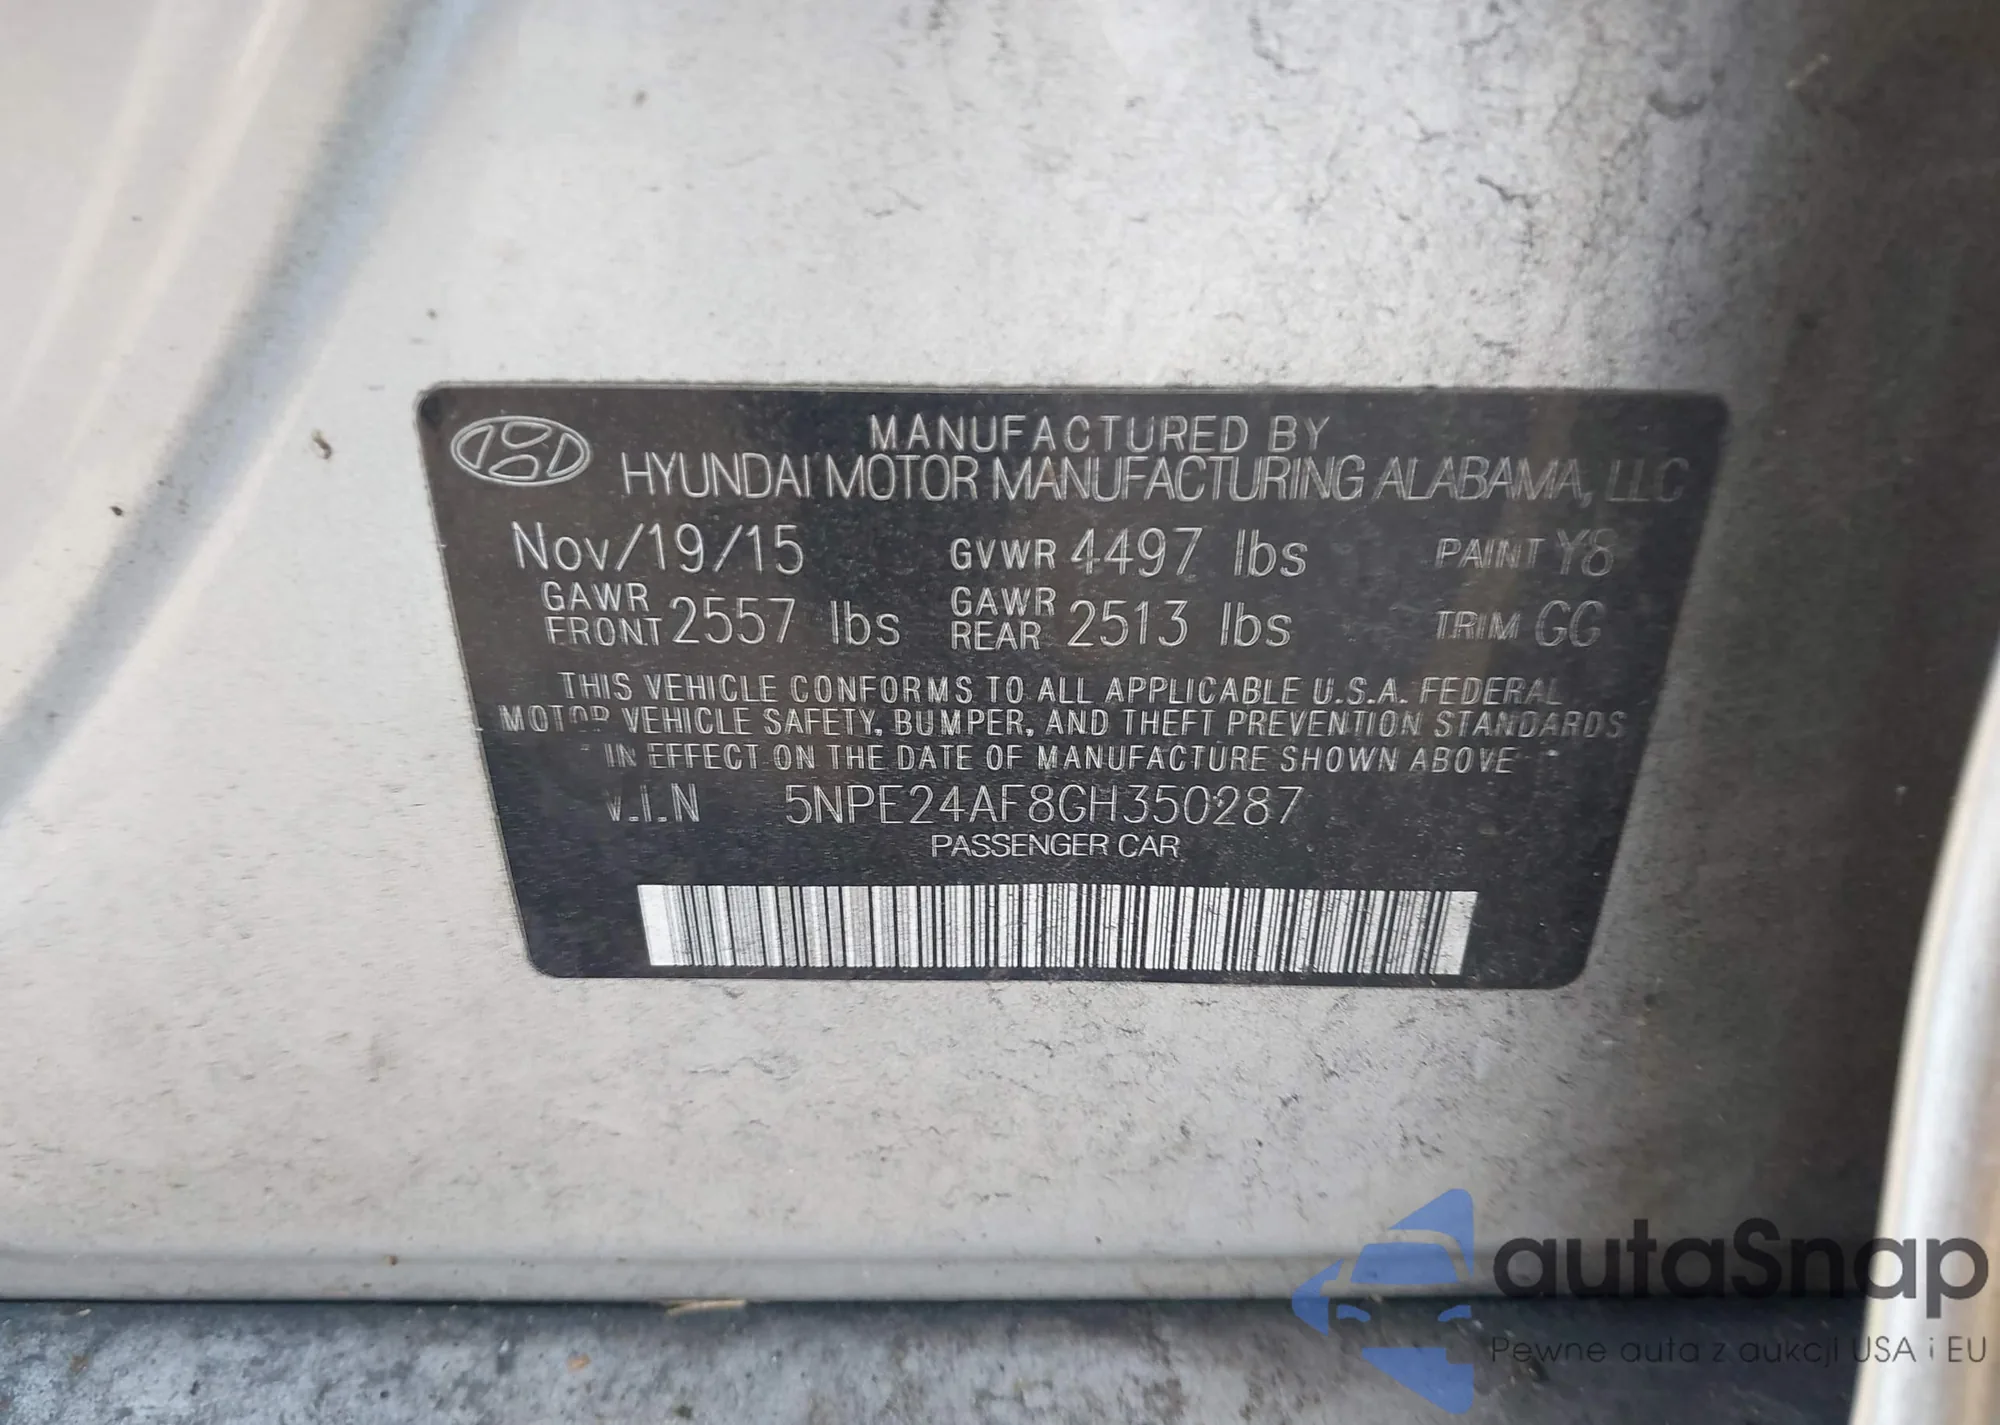 MANUFACTURED BY
HYUNDAI MOTOR MANUFACTURING ALABAMA, LLC
Nov/19/15 GVWR 4497 lbs PAINT Y8
GAWR FRONT 2557 lbs GAWR REAR 2513 lbs TRIM GG
THIS VEHICLE CONFORMS TO ALL APPLICABLE U.S.A. FEDERAL
MOTOR VEHICLE SAFETY, BUMPER, AND THEFT PREVENTION STANDARDS
IN EFFECT ON THE DATE OF MANUFACTURE SHOWN ABOVE
V.I.N 5NPE24AF8GH350287
PASSENGER CAR
autaSnap
Pewne auta z aukcji USA i EU